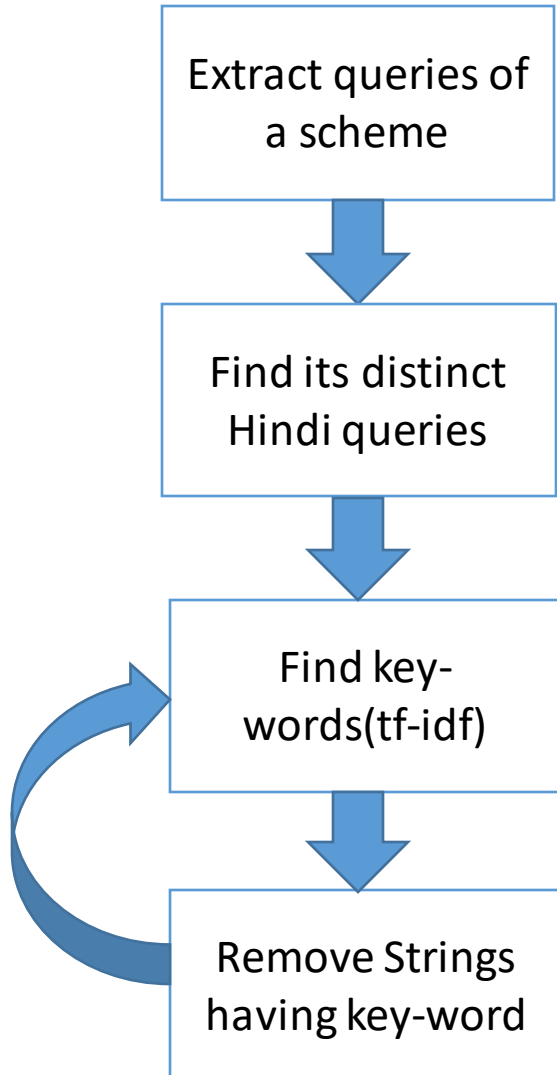 Extract queries of
a scheme
Find its distinct
Hindi queries
Find key-
words(tf-idf)
Remove Strings
having key-word